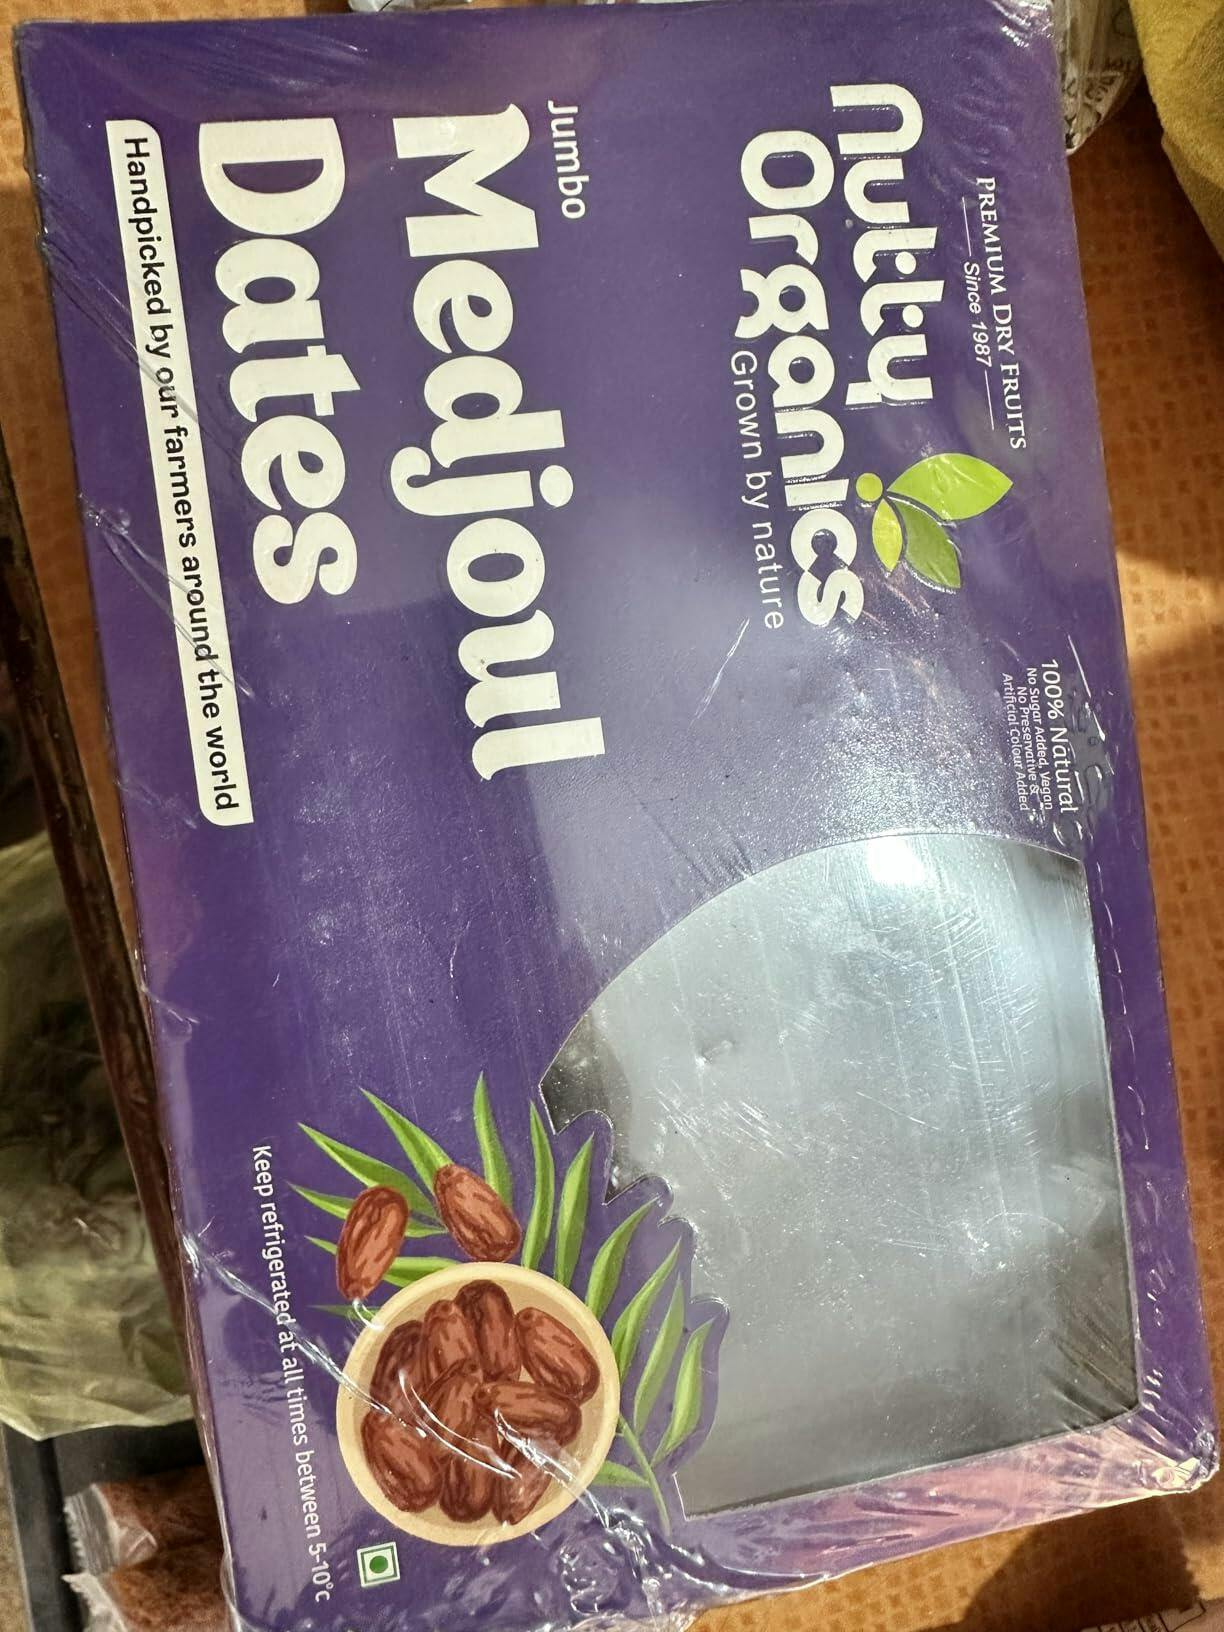 PREMIUM DRY FRUITS
Since 1987
nutty
Organics
Grown by nature
100% Natural
No Sugar Added, Vegan
No Preservative &
Artificial Colour Added
Jumbo
Medjoul
Dates
Handpicked by our farmers around the world
Keep refrigerated at all times between 5-10°c